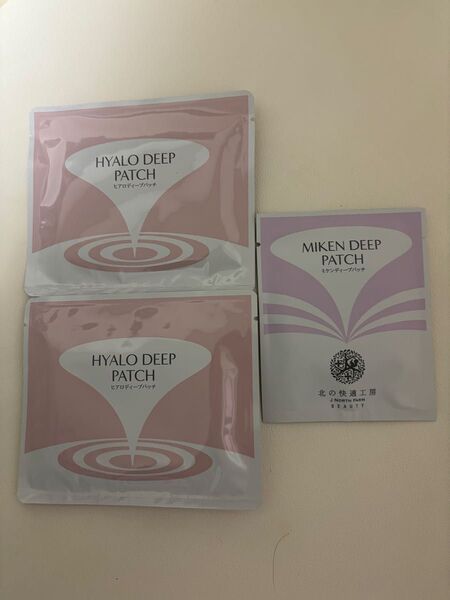 HYALO DEEP
PATCH
ヒアロディープパッチ
HYALO DEEP
PATCH
ヒアロディープパッチ
MIKEN DEEP
PATCH
ミケンディープパッチ
北の快適工房
J NORTH FARM
BEAUTY